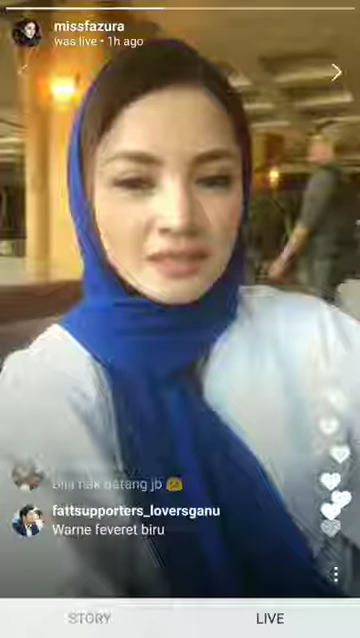 missfazura
was live • 1h ago
Bila nak datang jb 😕
fattsupporters_loversganu
Warne feveret biru
STORY
LIVE